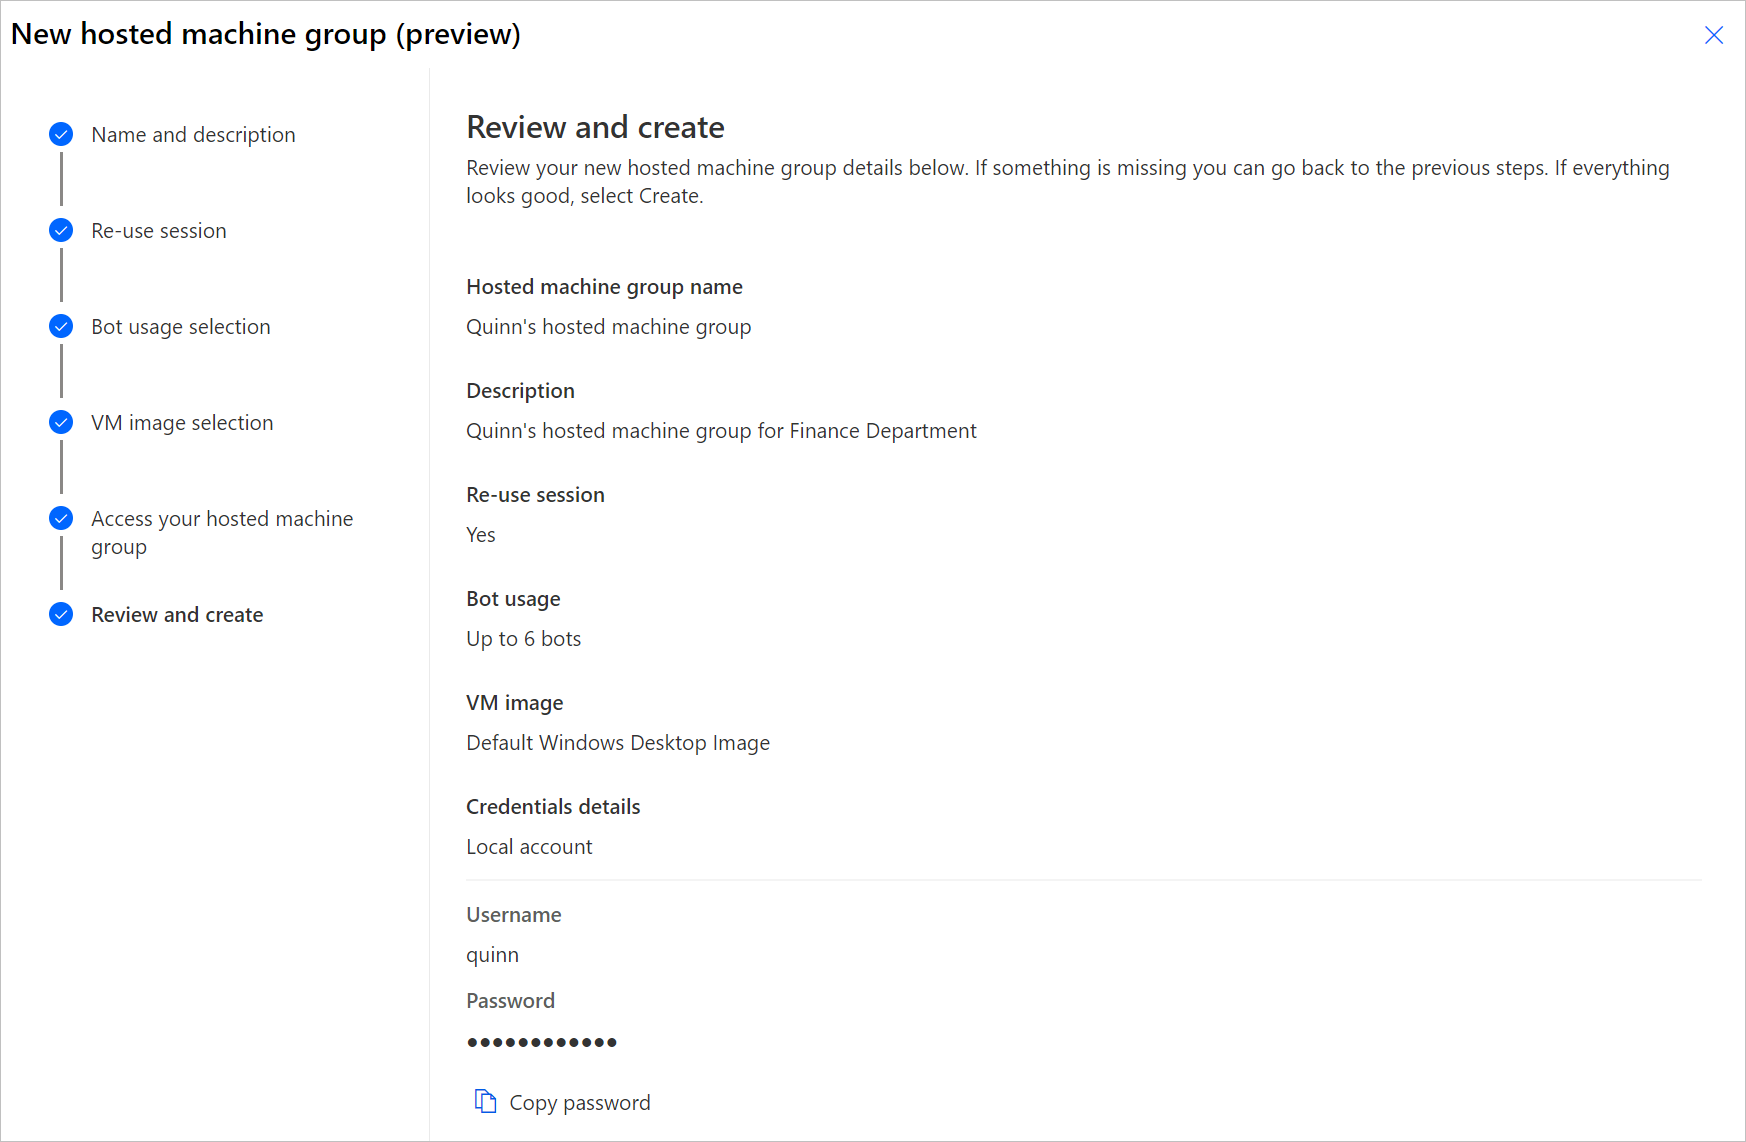 New hosted machine group (preview)
Name and description
Re-use session
Bot usage selection
VM image selection
Access your hosted machine
group
Review and create
Review and create
Review your new hosted machine group details below. If something is missing you can go back to the previous steps. If everything
looks good, select Create.
Hosted machine group name
Quinn's hosted machine group
Description
Quinn's hosted machine group for Finance Department
Re-use session
Yes
Bot usage
Up to 6 bots
VM image
Default Windows Desktop Image
Credentials details
Local account
Username
quinn
Password
••••••••••••
Copy password